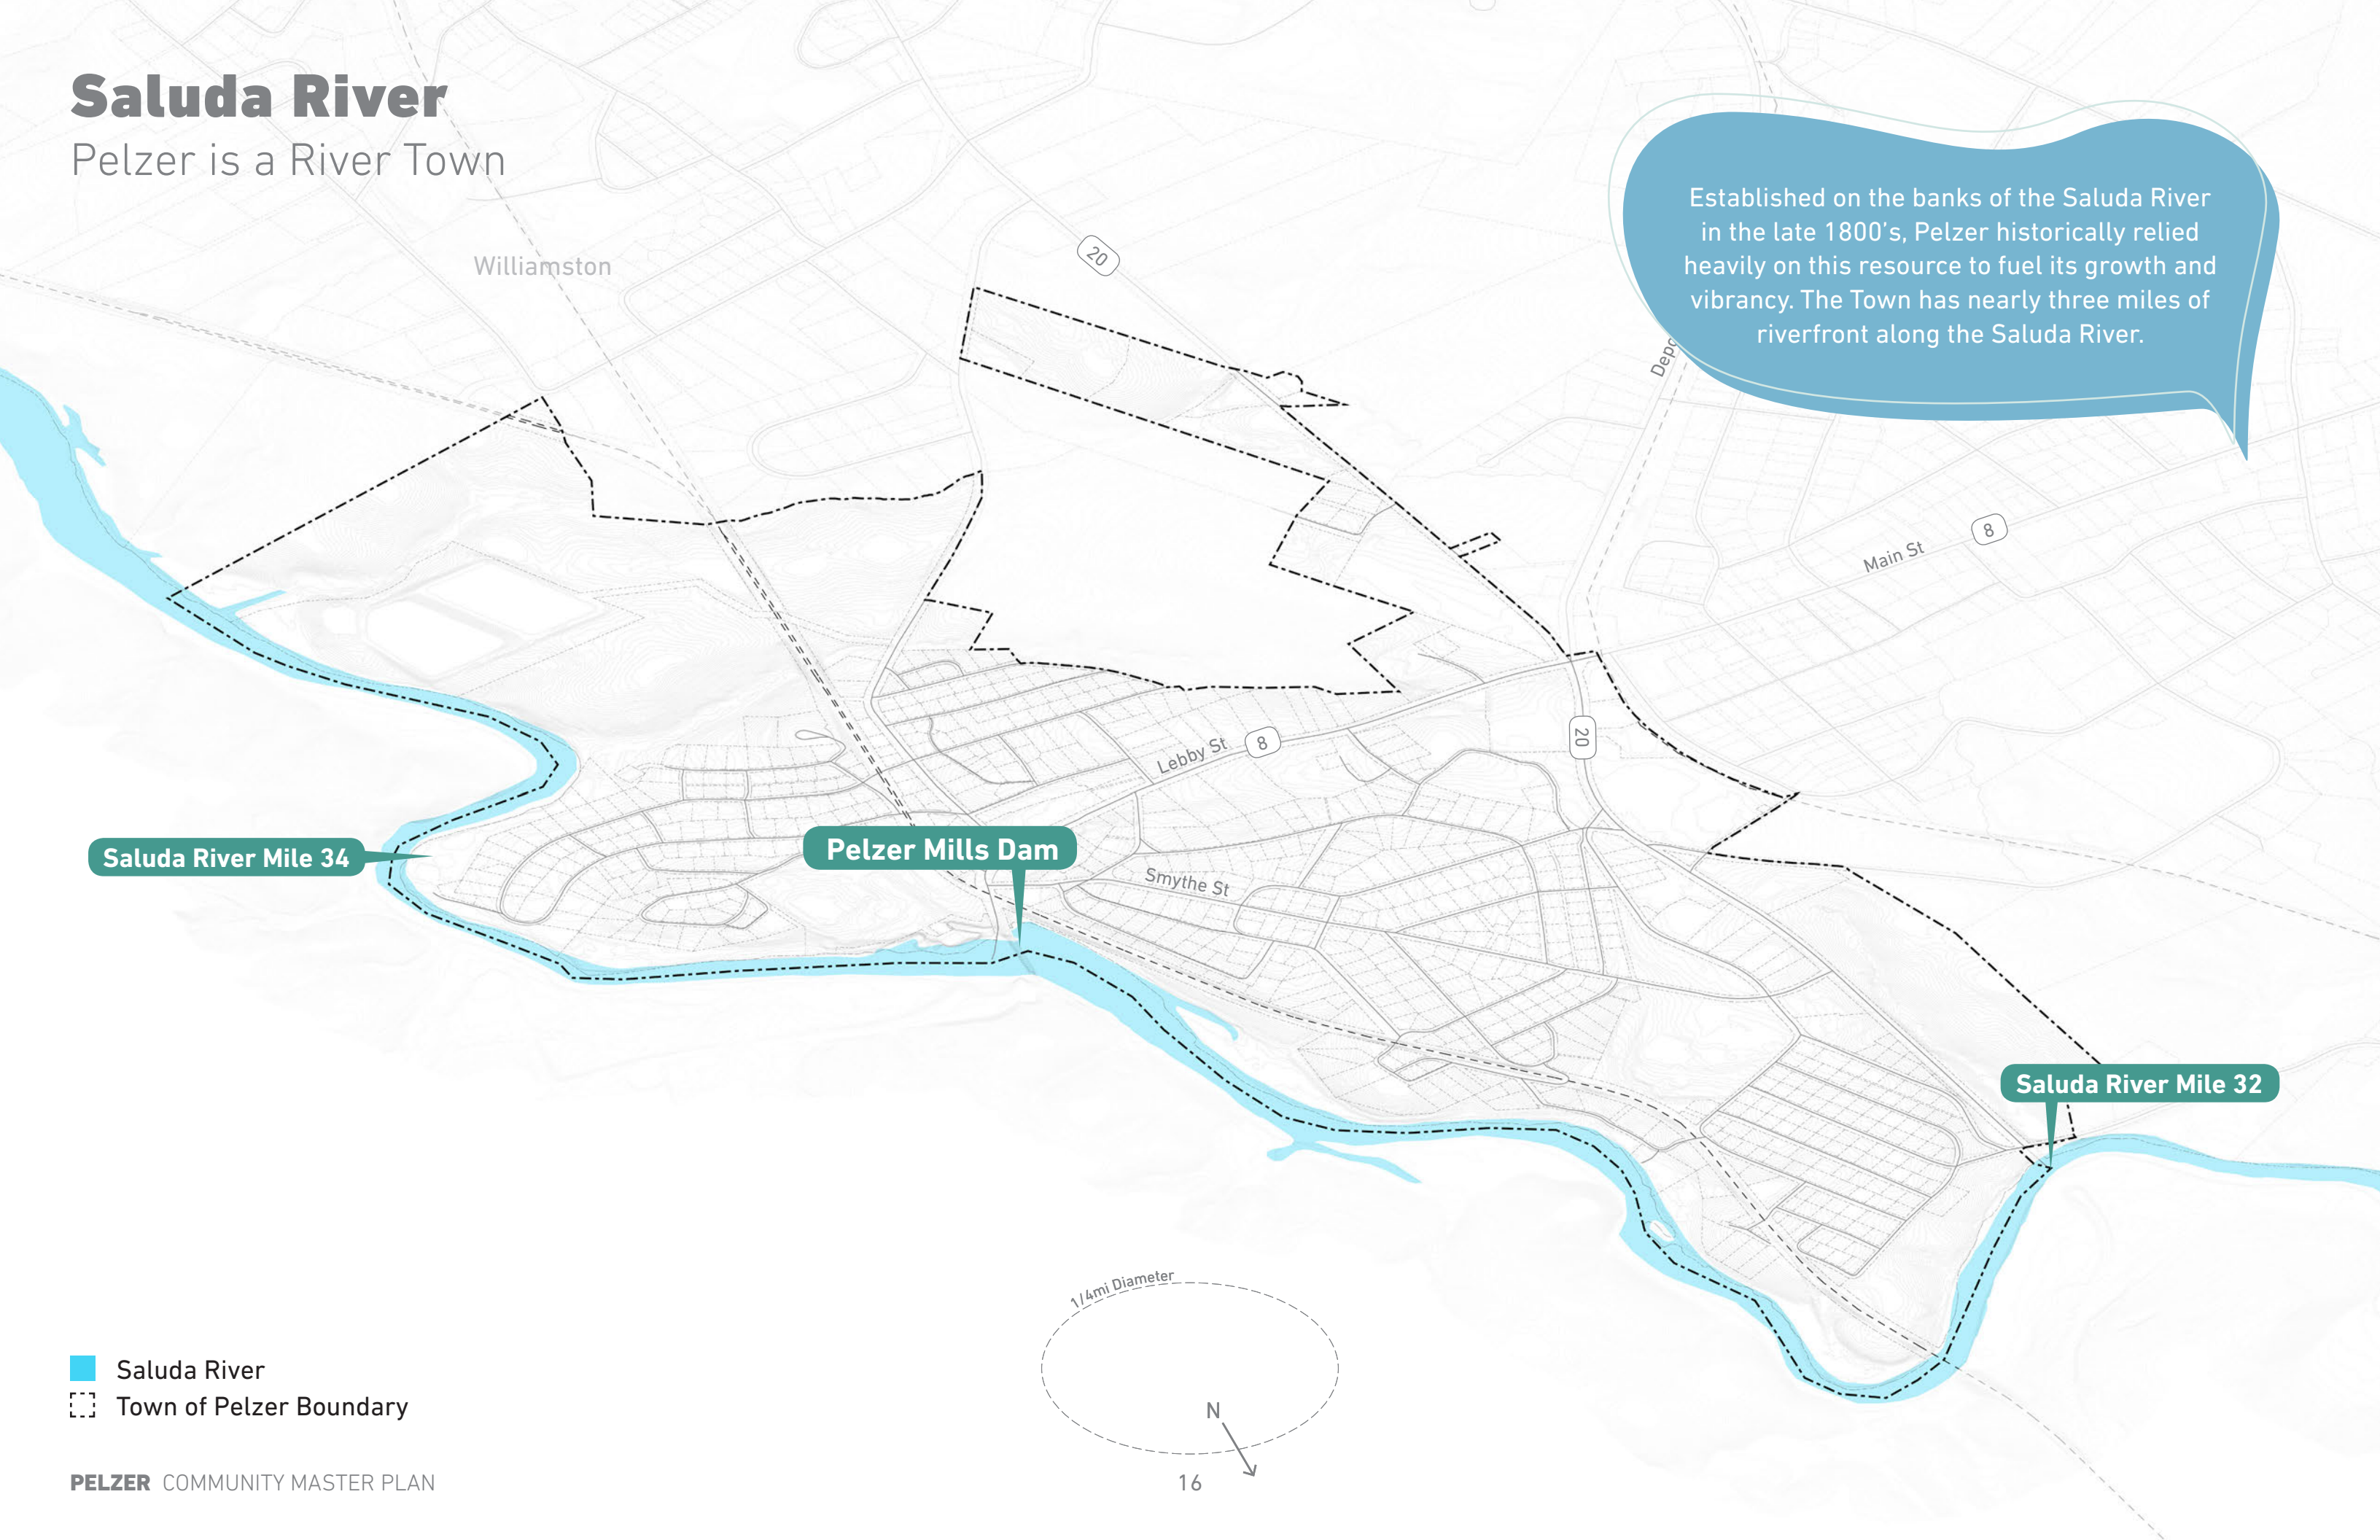 Saluda River
Pelzer is a River Town
Established on the banks of the Saluda River
in the late 1800's, Pelzer historically relied
heavily on this resource to fuel its growth and
vibrancy. The Town has nearly three miles of
riverfront along the Saluda River.
Williamston
20
Depo
8
Main St
20
Lebby St
8
Saluda River Mile 34
Pelzer Mills Dam
Smythe St
Saluda River Mile 32
1/4mi Diameter
N
Saluda River
Town of Pelzer Boundary
PELZER COMMUNITY MASTER PLAN
16